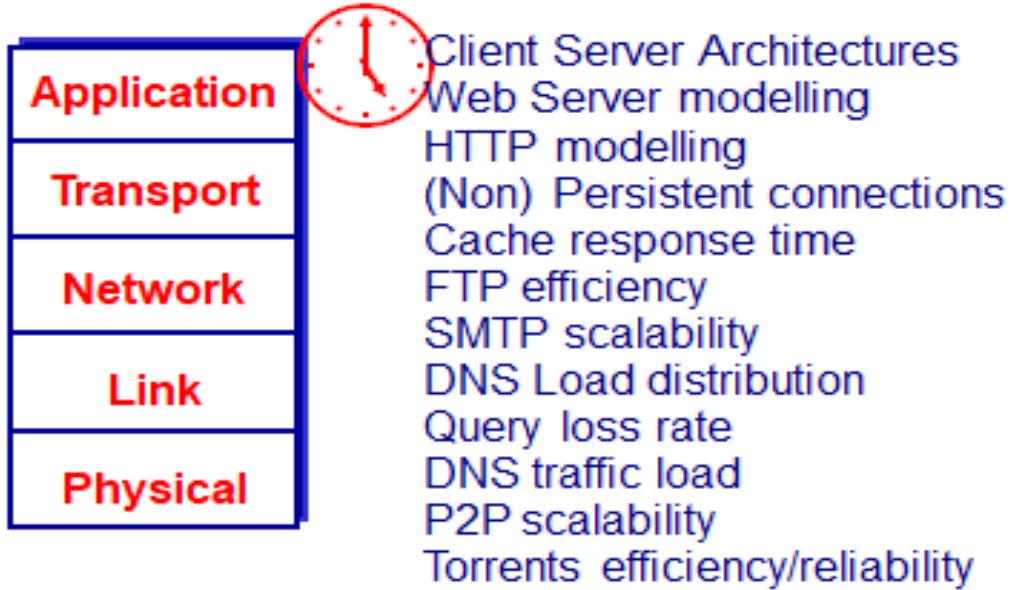 Application
Transport
Network
Link
Physical
Client Server Architectures
Web Server modelling
HTTP modelling
(Non) Persistent connections
Cache response time
FTP efficiency
SMTP scalability
DNS Load distribution
Query loss rate
DNS traffic load
P2P scalability
Torrents efficiency/reliability